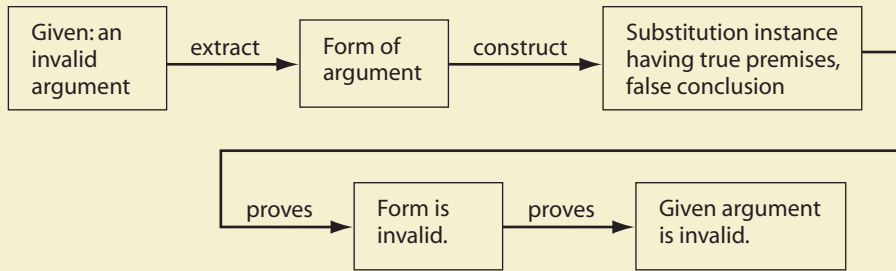 Given: an
invalid
argument
extract
Form of
argument
construct
Substitution instance
having true premises,
false conclusion
proves
Form is
invalid.
proves
Given argument
is invalid.